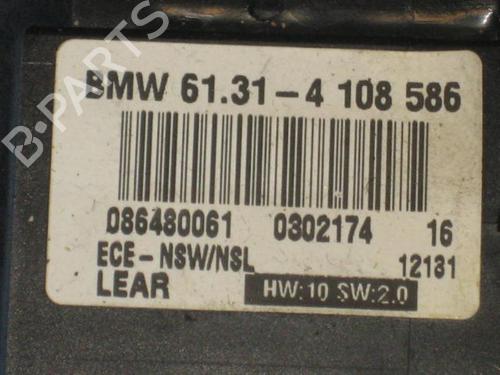 BMW 61.31-4 108 586
086480061 0302174 16
ECE-NSW/NSL 12131
LEAR HW:10 SW:2.0
B-PARTS